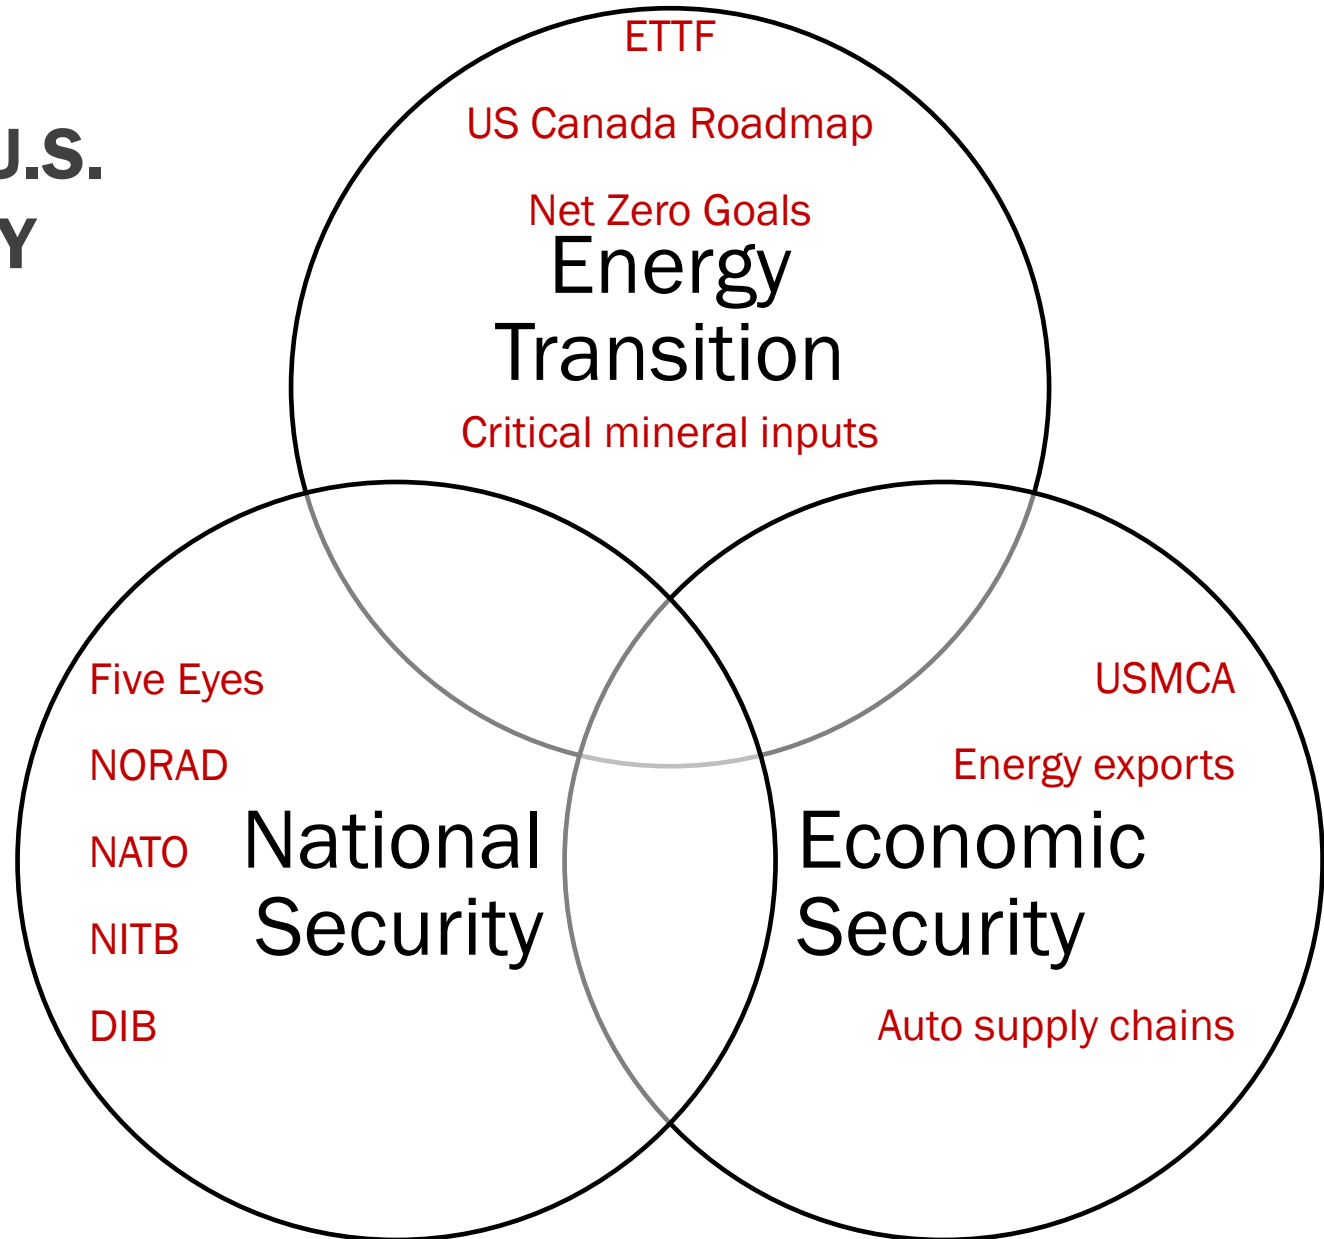 U.S.
Y
ETTF
US Canada Roadmap
Net Zero Goals
Energy
Transition
Critical mineral inputs
Five Eyes
NORAD
NATO
NITB
DIB
National
Security
USMCA
Energy exports
Economic
Security
Auto supply chains